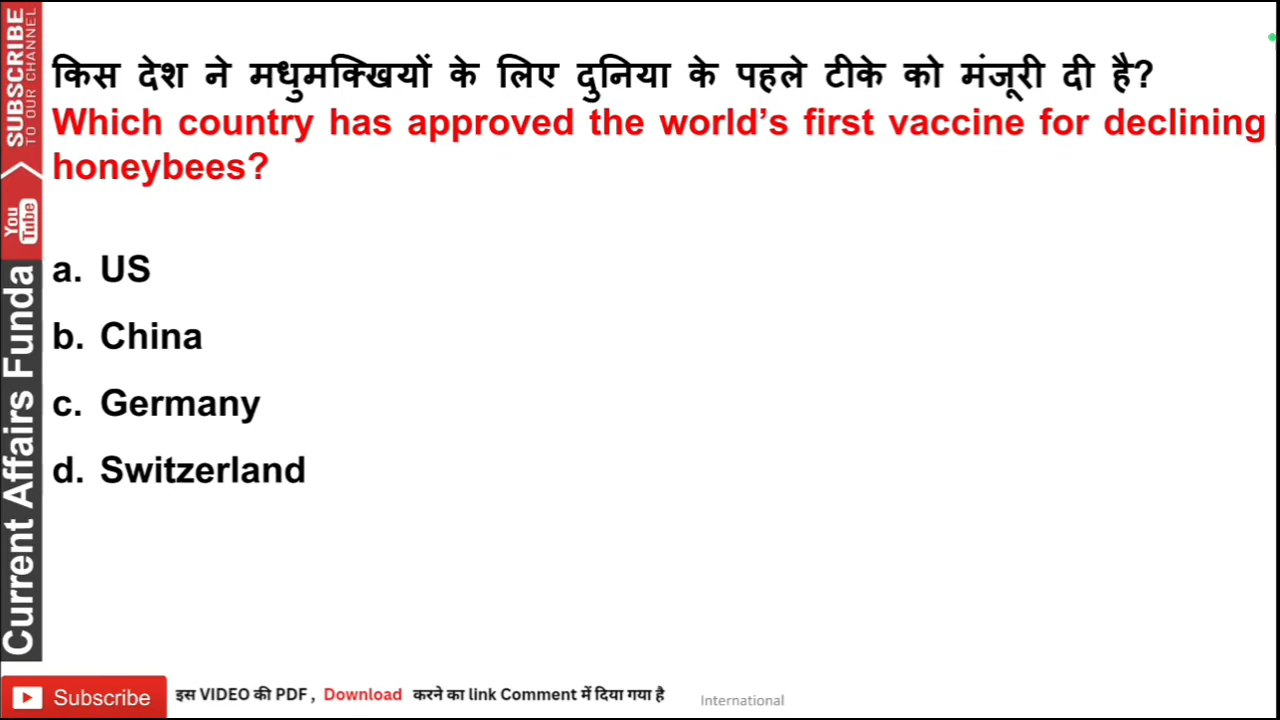 SUBSCRIBE
TO OUR CHANNEL
You
Tube
Current Affairs Funda
किस देश ने मधुमक्खियों के लिए दुनिया के पहले टीके को मंजूरी दी है?
Which country has approved the world’s first vaccine for declining
honeybees?
a. US
b. China
c. Germany
d. Switzerland
Subscribe
इस VIDEO की PDF , Download करने का link Comment में दिया गया है
International